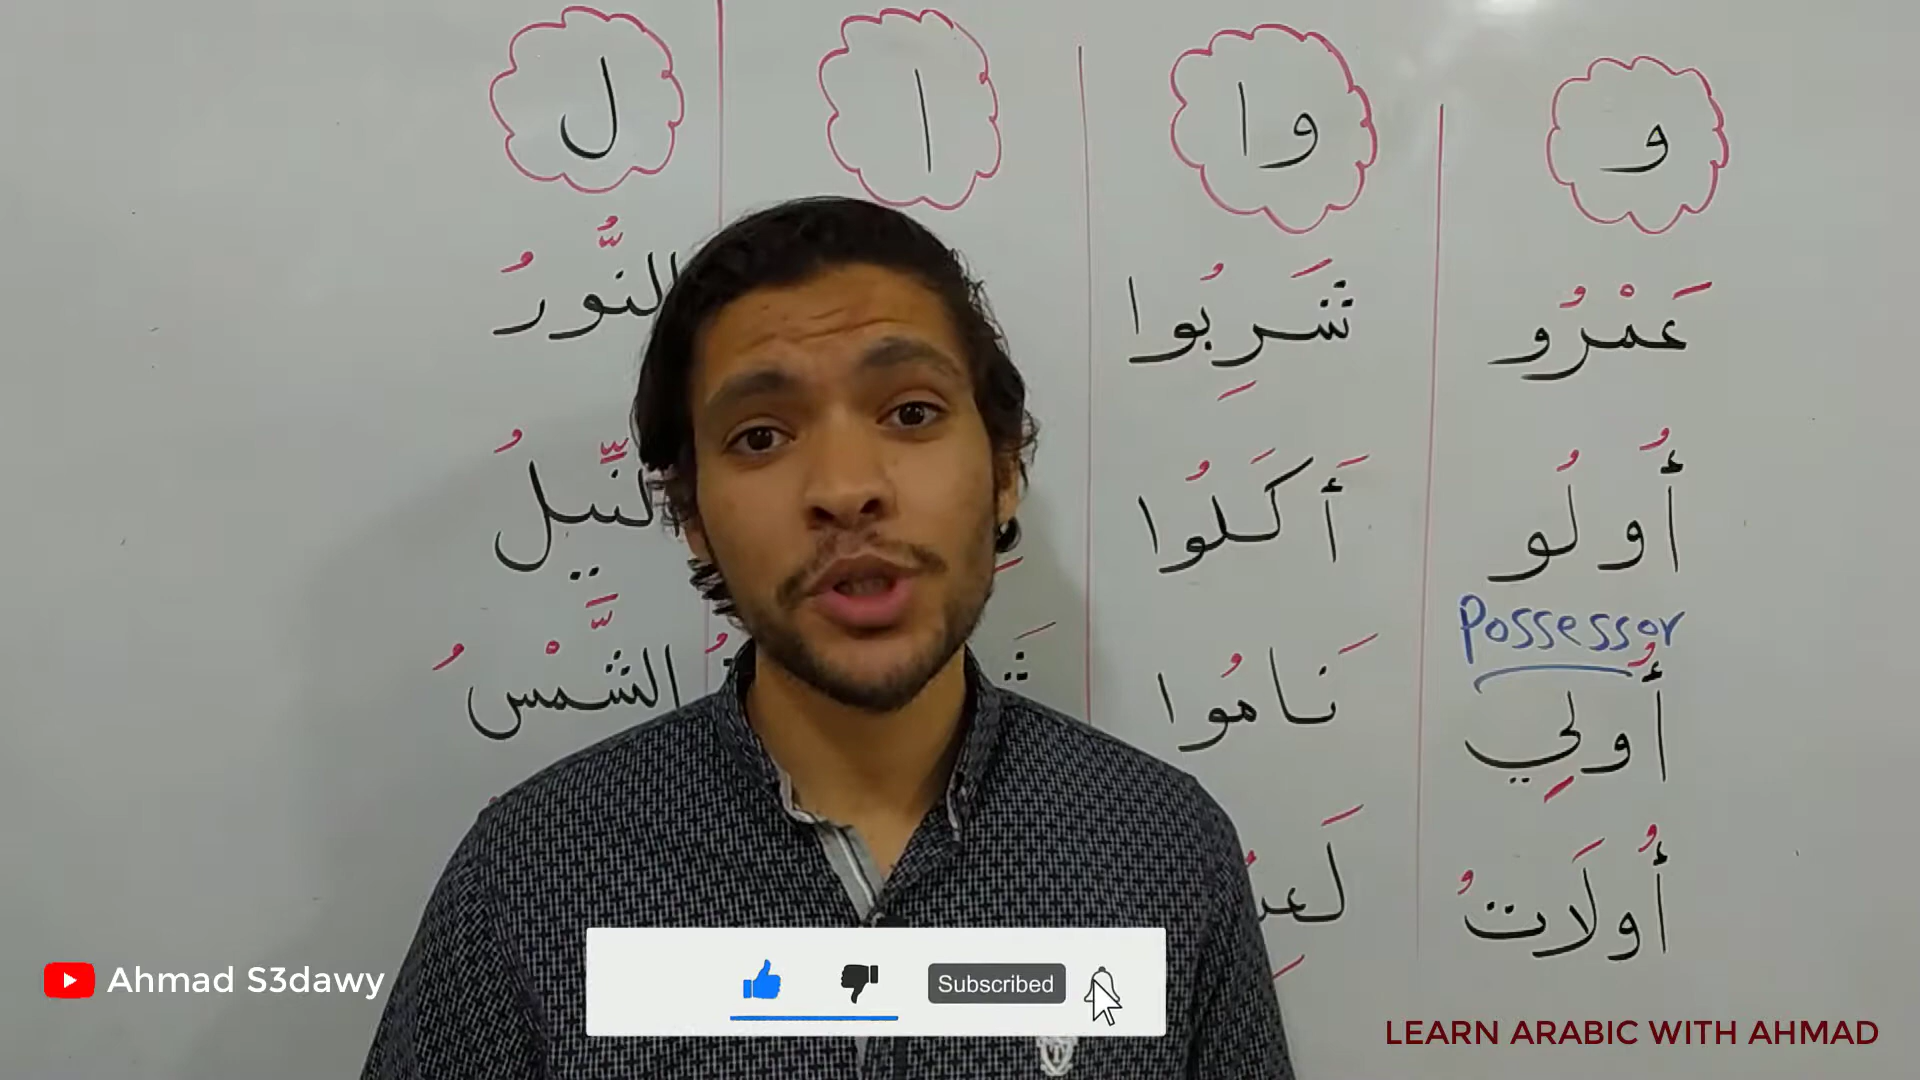 و
وا
ا
ل
عَمْرُو
شَرِبُوا
النُّورُ
أُولُو
أَكَلُوا
النِّيلُ
Possessor
أُولِي
نَامُوا
الشَّمْسُ
أُولَاتُ
Ahmad S3dawy
Subscribed
LEARN ARABIC WITH AHMAD